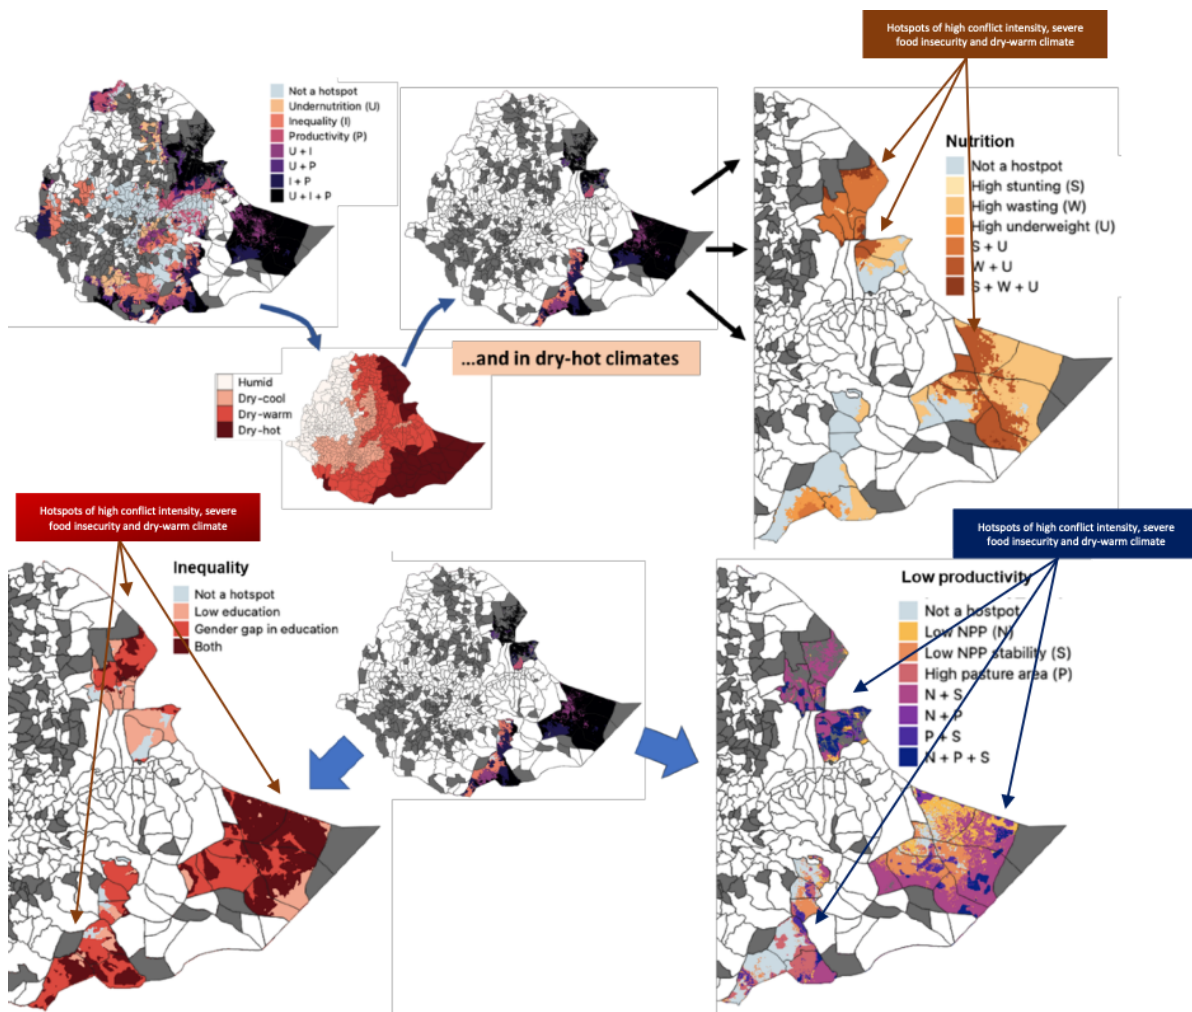 Hotspots of high conflict intensity, severe
food insecurity and dry-warm climate
Not a hotspot
Undernutrition (U)
Inequality (I)
Productivity (P)
U + I
U + P
I + P
U + I + P
Nutrition
Not a hostpot
High stunting (S)
High wasting (W)
High underweight (U)
S + U
W + U
S + W + U
...and in dry-hot climates
Humid
Dry-cool
Dry-warm
Dry-hot
Hotspots of high conflict intensity, severe
food insecurity and dry-warm climate
Hotspots of high conflict intensity, severe
food insecurity and dry-warm climate
Inequality
Not a hotspot
Low education
Gender gap in education
Both
Low productivity
Not a hostpot
Low NPP (N)
Low NPP stability (S)
High pasture area (P)
N + S
N + P
P + S
N + P + S